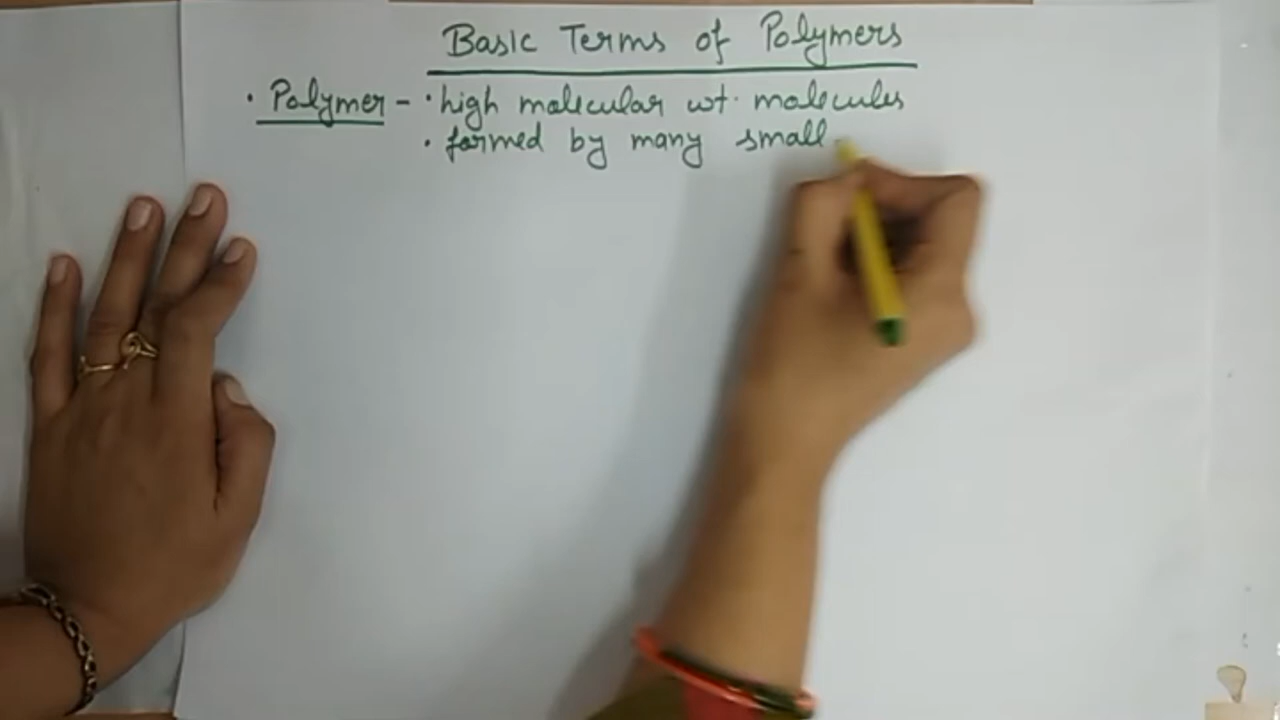 Basic Terms of Polymers
• Polymer - • high molecular wt. molecules
• formed by many small